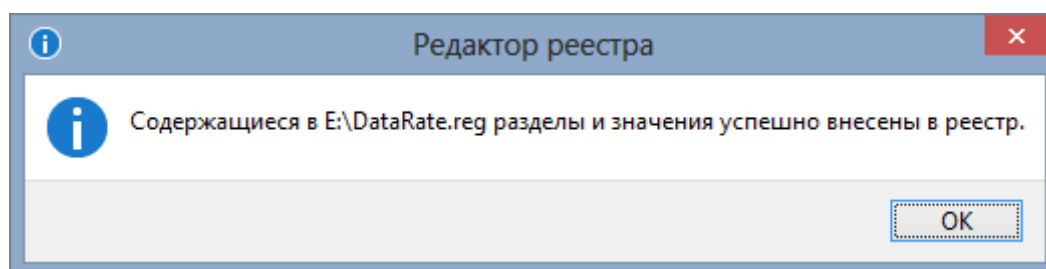 Редактор реестра
Содержащиеся в E:\DataRate.reg разделы и значения успешно внесены в реестр.
OK